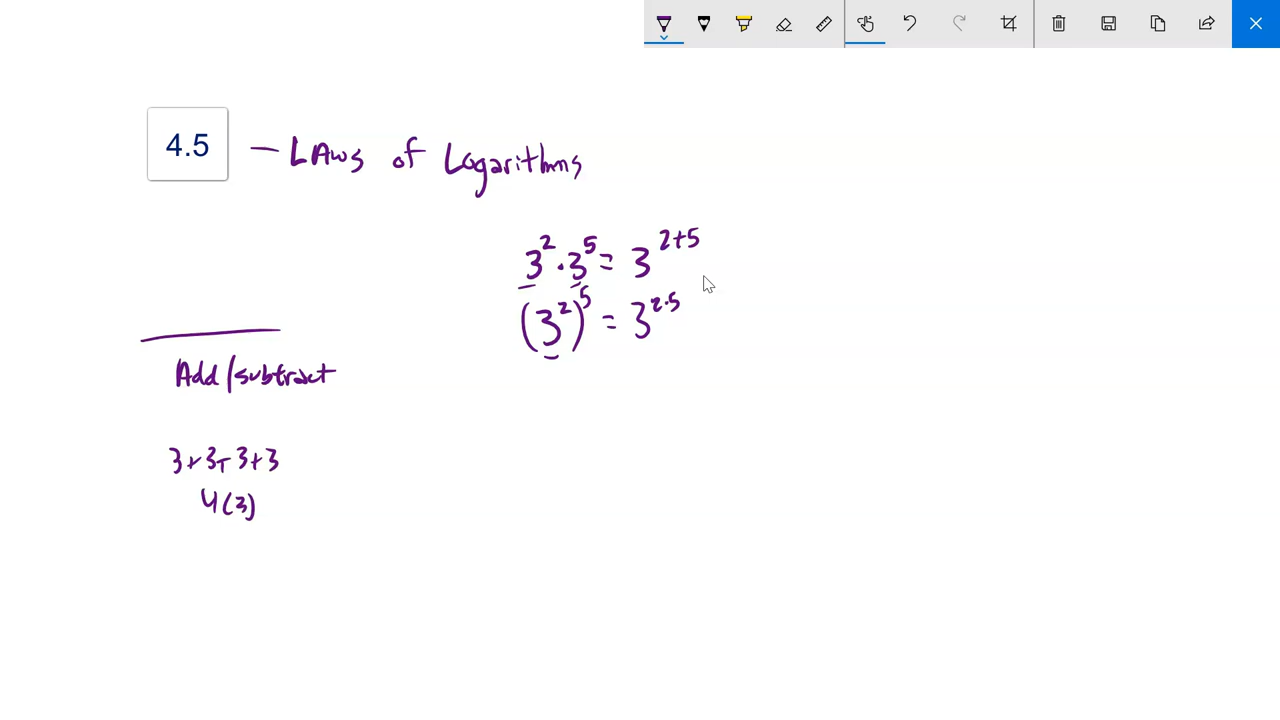 4.5 — LAws of Logarithms
3² · 3⁵ = 3²⁺⁵
(3²)⁵ = 3²·⁵
Add/subtract
3+3+3+3
4(3)